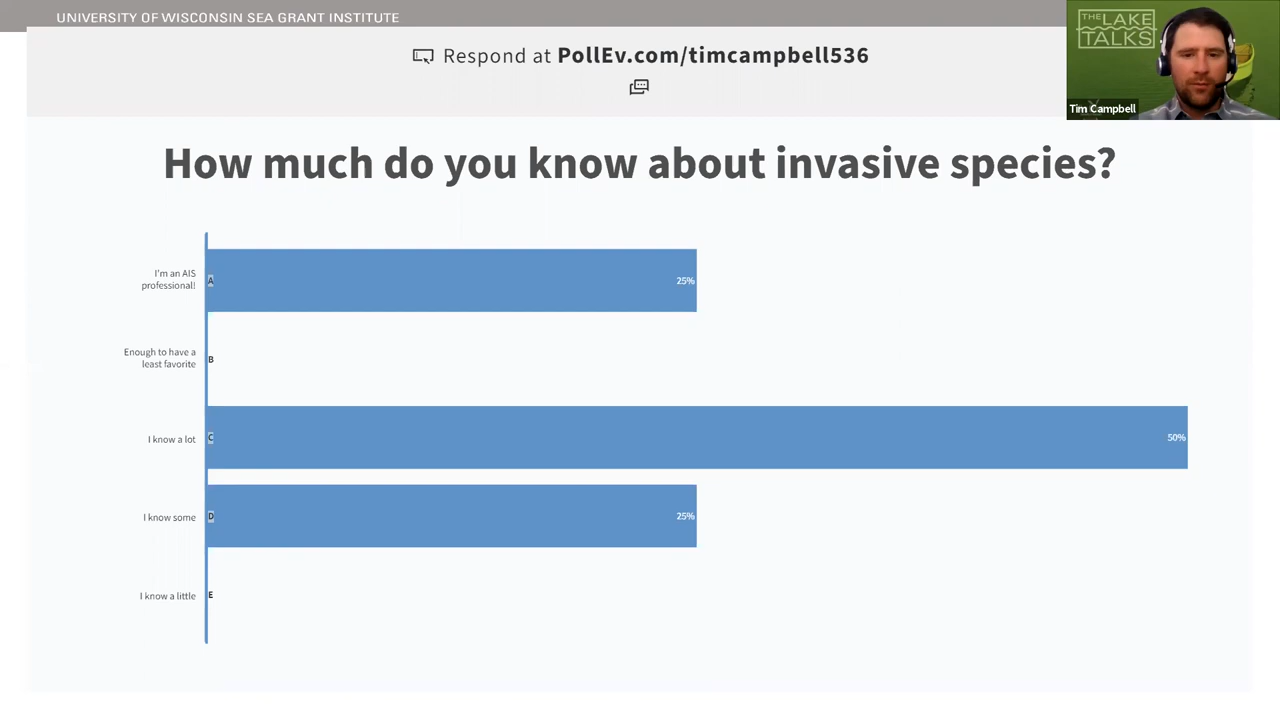 UNIVERSITY OF WISCONSIN SEA GRANT INSTITUTE
Respond at PollEv.com/timcampbell536
THE
LAKE
TALKS
Tim Campbell
How much do you know about invasive species?
I'm an AIS
professional!
A
25%
Enough to have a
least favorite
B
I know a lot
C
50%
I know some
D
25%
I know a little
E